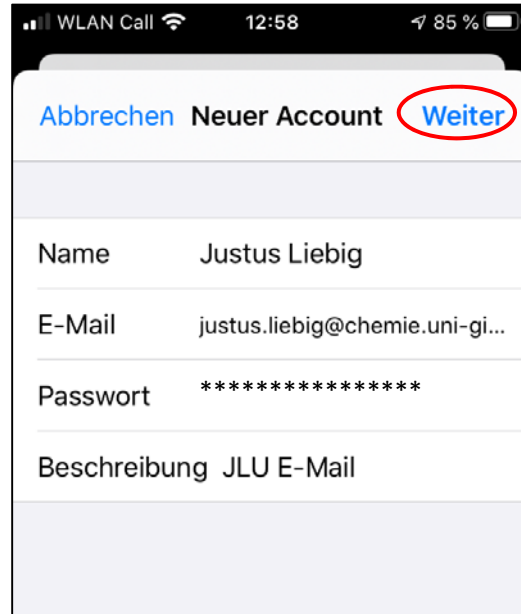 WLAN Call 12:58 85 %
Abbrechen Neuer Account Weiter
Name Justus Liebig
E-Mail justus.liebig@chemie.uni-gi...
Passwort ****************
Beschreibung JLU E-Mail